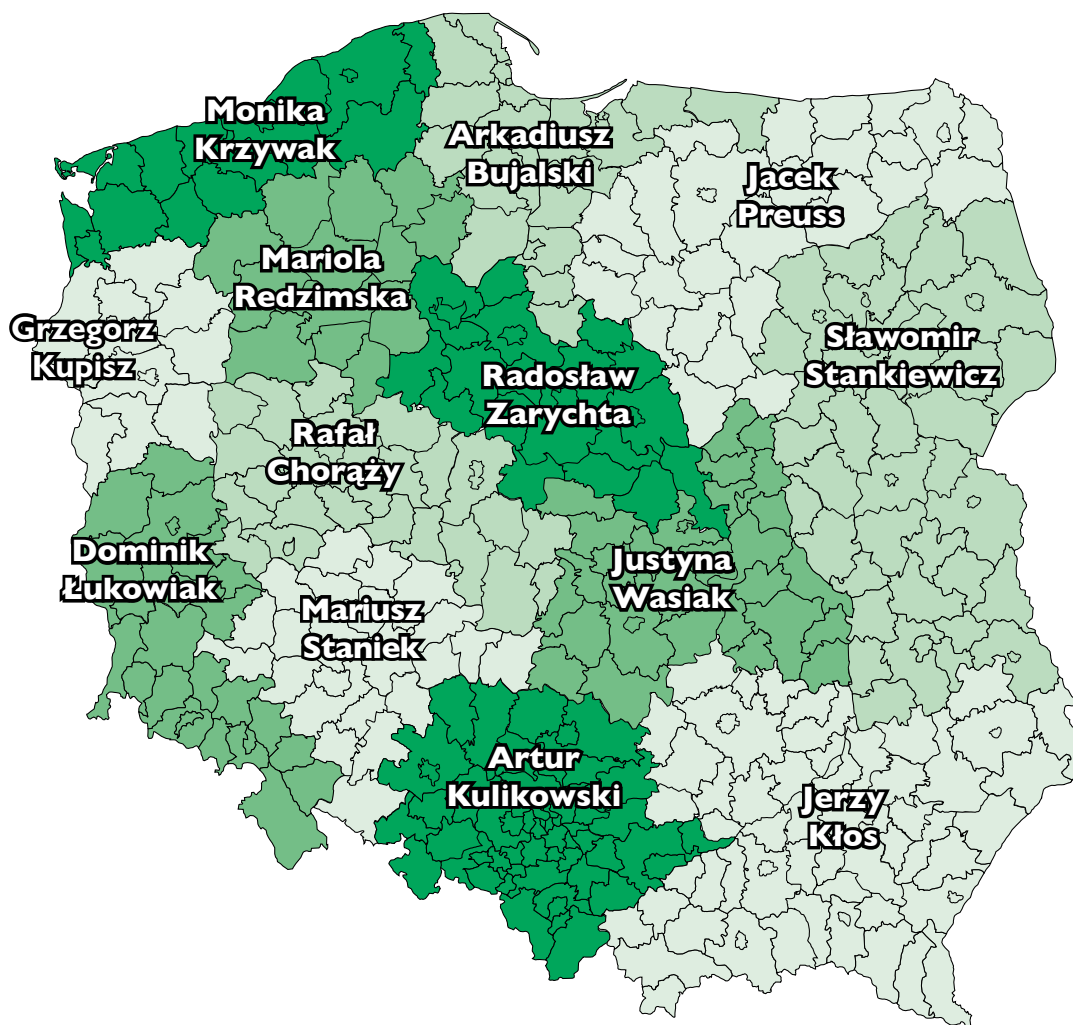 Monika
Krzywak
Arkadiusz
Bujalski
Jacek
Preuss
Mariola
Redzimska
Grzegorz
Kupisz
Sławomir
Stankiewicz
Radosław
Zarychta
Rafał
Chorąży
Dominik
Łukowiak
Justyna
Wasiak
Mariusz
Staniek
Artur
Kulikowski
Jerzy
Kłos